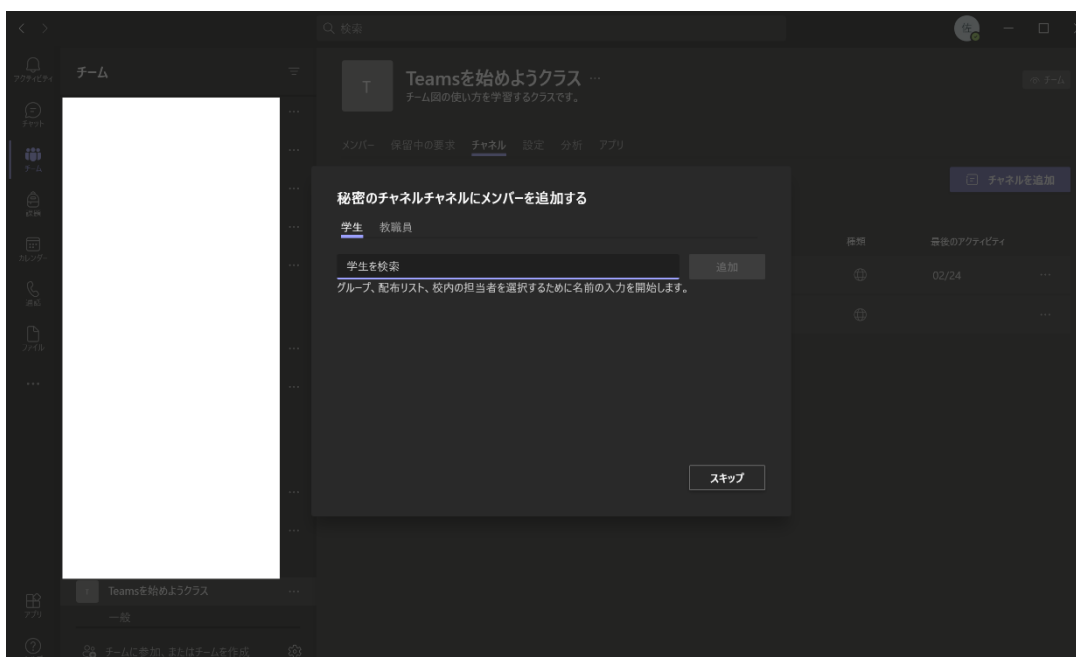 検索
佐
アクティビティ
チーム
T
Teamsを始めようクラス …
チーム図の使い方を学習するクラスです。
チーム
チャット
メンバー 保留中の要求 チャネル 設定 分析 アプリ
チーム
チャネルを追加
秘密のチャネルチャネルにメンバーを追加する
課題
学生 教職員
種類 最後のアクティビティ
カレンダー
学生を検索 追加
02/24
グループ、配布リスト、校内の担当者を選択するために名前の入力を開始します。
通話
ファイル
スキップ
T Teamsを始めようクラス
アプリ
一般
チームに参加、またはチームを作成